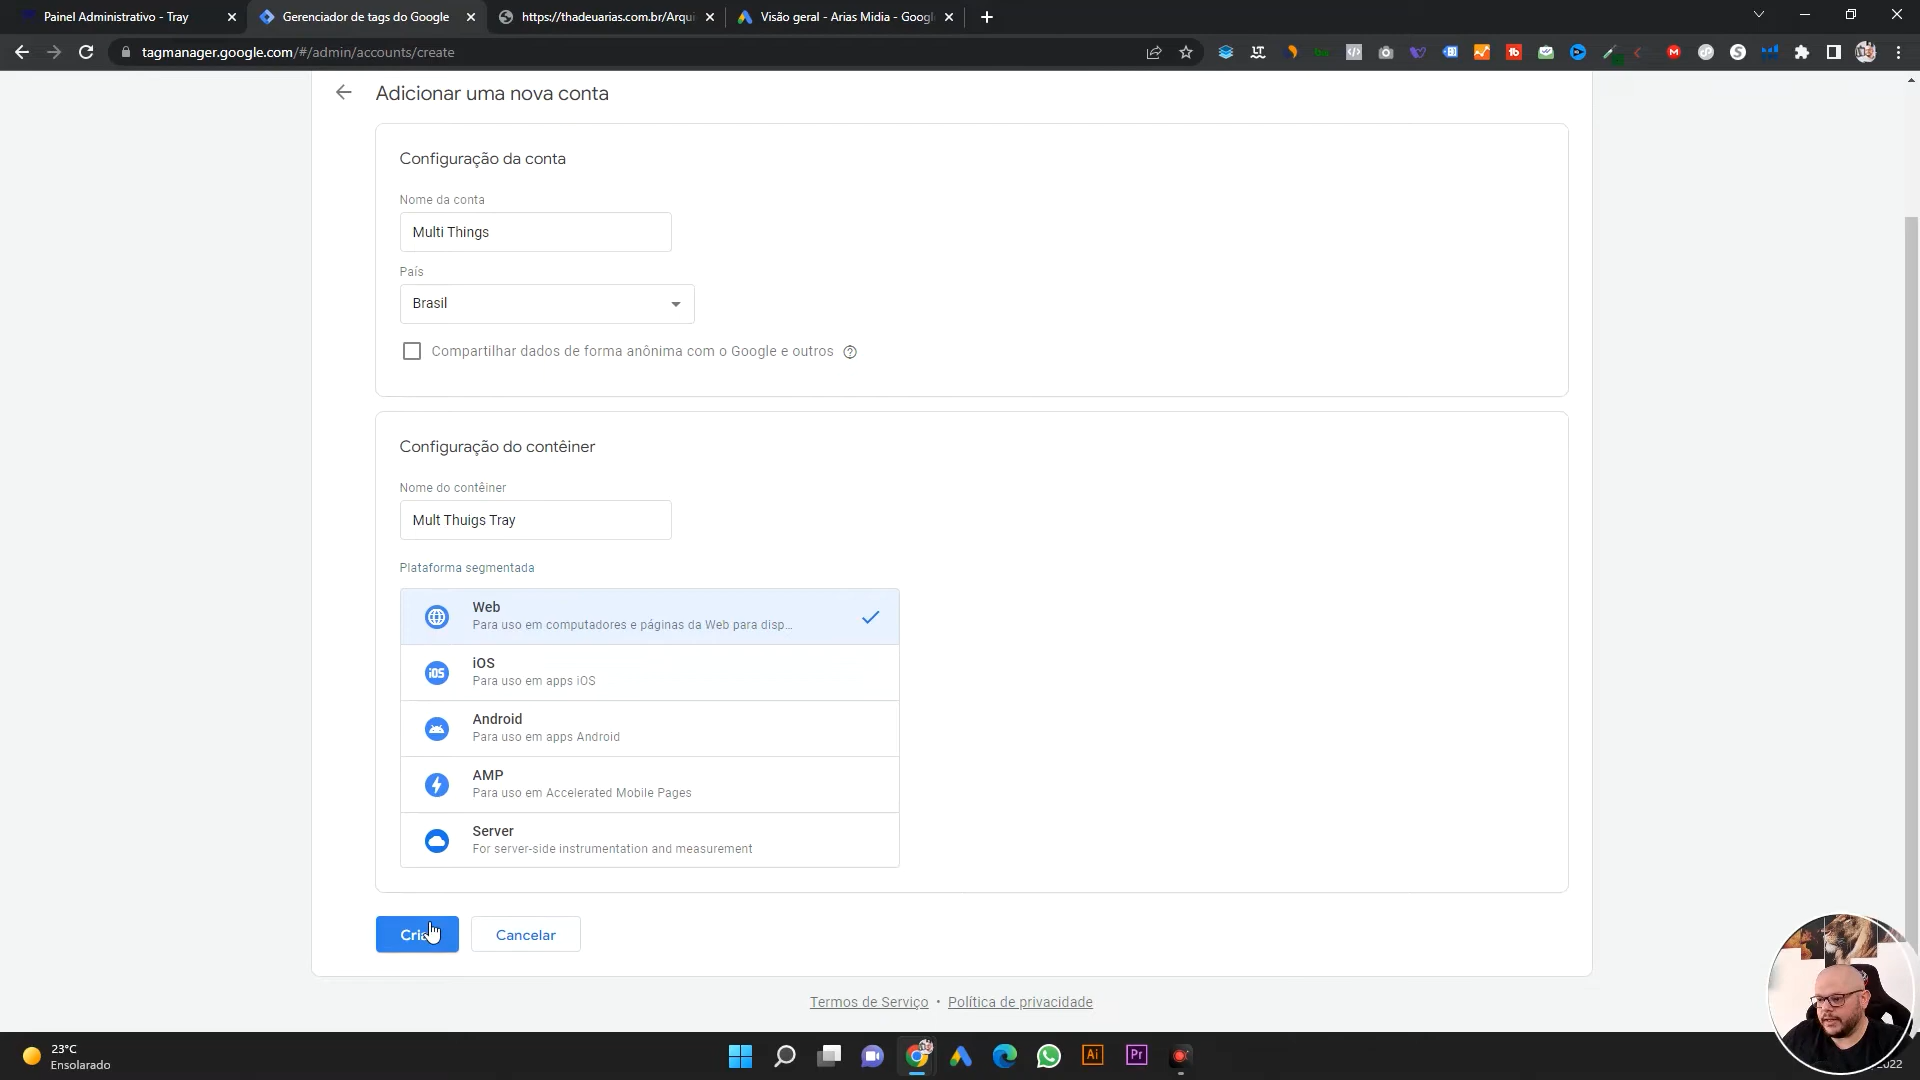 Painel Administrativo - Tray
Gerenciador de tags do Google
https://thadeuarias.com.br/Arqui
Visão geral - Arias Midia - Googl
tagmanager.google.com/#/admin/accounts/create
Adicionar uma nova conta
Configuração da conta
Nome da conta
Multi Things
País
Brasil
Compartilhar dados de forma anônima com o Google e outros
Configuração do contêiner
Nome do contêiner
Mult Thuigs Tray
Plataforma segmentada
Web
Para uso em computadores e páginas da Web para disp...
iOS
iOS
Para uso em apps iOS
Android
Para uso em apps Android
AMP
Para uso em Accelerated Mobile Pages
Server
For server-side instrumentation and measurement
Cancelar
Termos de Serviço • Política de privacidade
23°C
Ensolarado
Ai
Pr